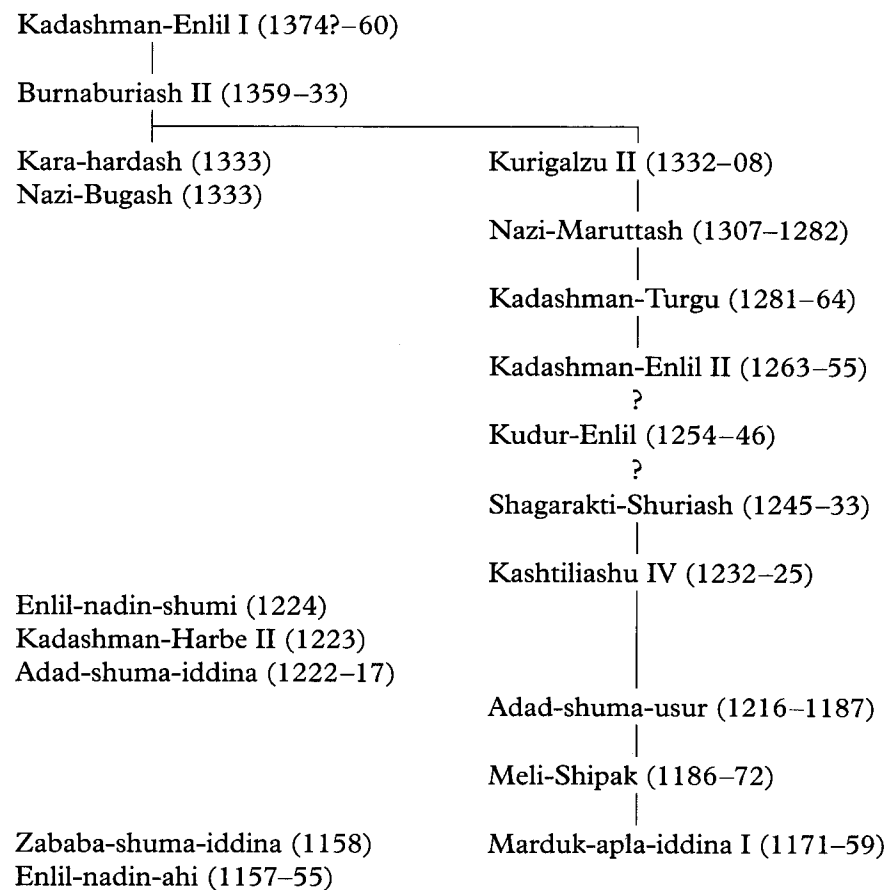 Kadashman-Enlil I (1374?–60)
Burnaburiash II (1359–33)
Kara-hardash (1333)
Nazi-Bugash (1333)
Kurigalzu II (1332–08)
Nazi-Maruttash (1307–1282)
Kadashman-Turgu (1281–64)
Kadashman-Enlil II (1263–55)
?
Kudur-Enlil (1254–46)
?
Shagarakti-Shuriash (1245–33)
Kashtiliashu IV (1232–25)
Enlil-nadin-shumi (1224)
Kadashman-Harbe II (1223)
Adad-shuma-iddina (1222–17)
Adad-shuma-usur (1216–1187)
Meli-Shipak (1186–72)
Marduk-apla-iddina I (1171–59)
Zababa-shuma-iddina (1158)
Enlil-nadin-ahi (1157–55)